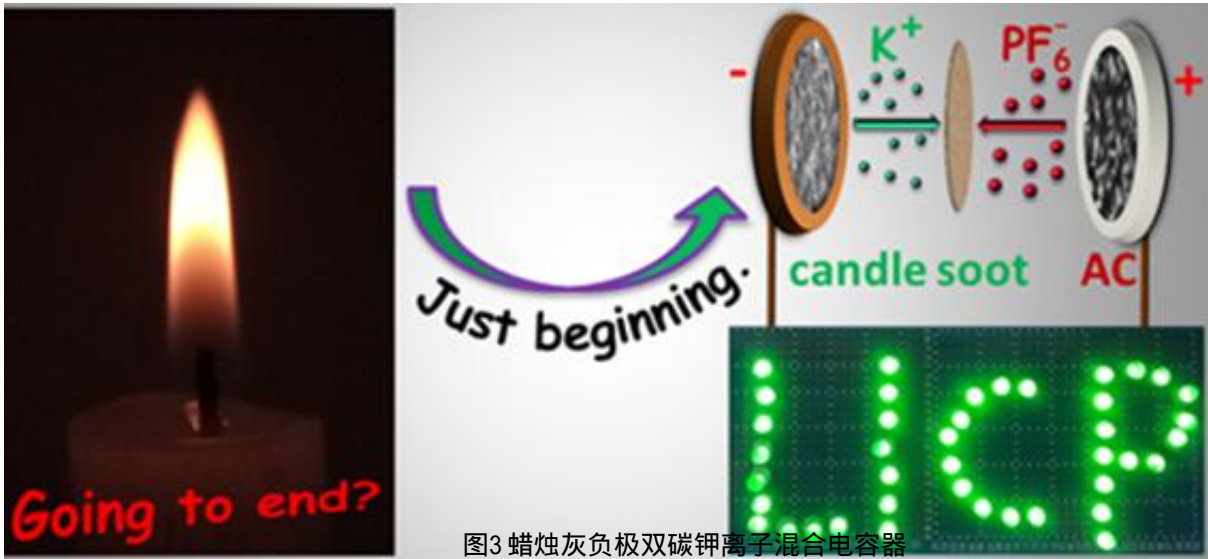 Going to end?
Just beginning.
-
K⁺
PF₆⁻
+
candle soot
AC
LICP
图3 蜡烛灰负极双碳钾离子混合电容器